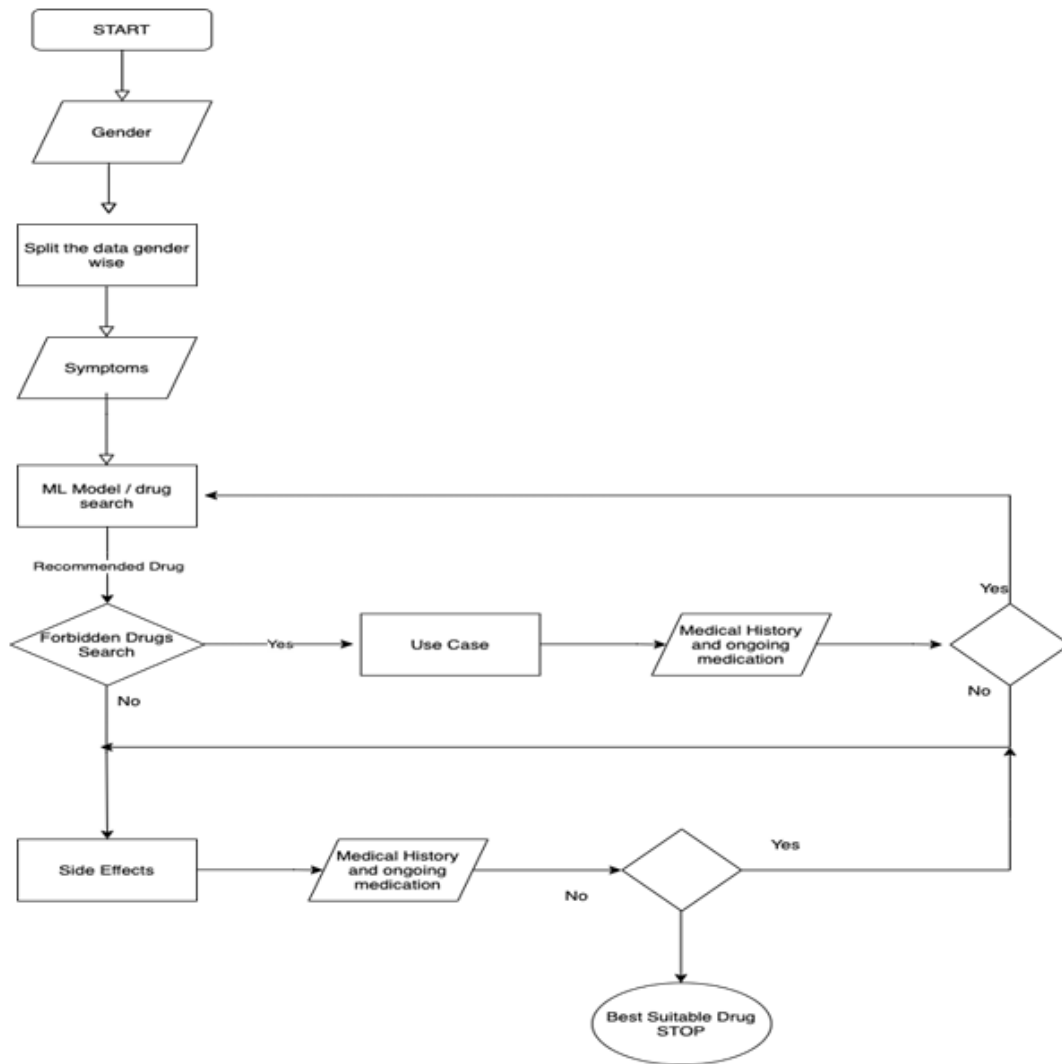 START
Gender
Split the data gender
wise
Symptoms
ML Model / drug
search
Recommended Drug
Forbidden Drugs
Search
Yes
Use Case
Medical History
and ongoing
medication
Yes
No
No
Side Effects
Medical History
and ongoing
medication
No
Yes
Best Suitable Drug
STOP